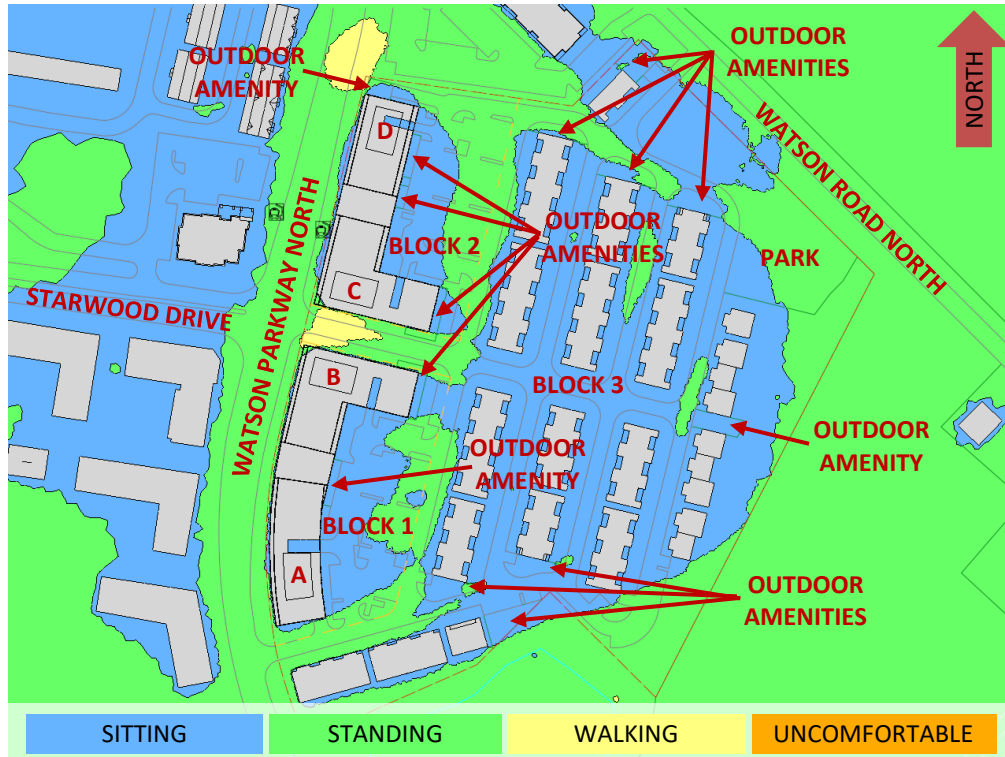 OUTDOOR
AMENITY
OUTDOOR
AMENITIES
NORTH
WATSON ROAD NORTH
D
WATSON PARKWAY NORTH
BLOCK 2
OUTDOOR
AMENITIES
PARK
STARWOOD DRIVE
C
B
BLOCK 3
OUTDOOR
AMENITY
OUTDOOR
AMENITY
BLOCK 1
A
OUTDOOR
AMENITIES
SITTING
STANDING
WALKING
UNCOMFORTABLE